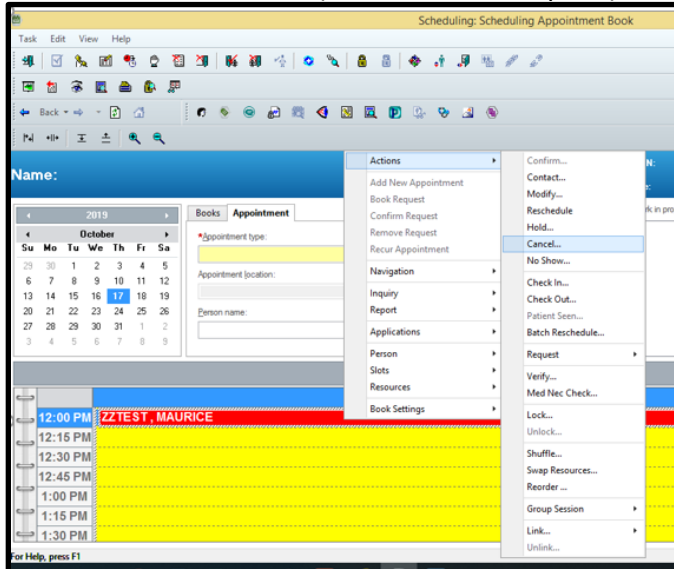 Scheduling: Scheduling Appointment Book
Task Edit View Help
Back
Name:
2019
October
Su Mo Tu We Th Fr Sa
29 30 1 2 3 4 5
6 7 8 9 10 11 12
13 14 15 16 17 18 19
20 21 22 23 24 25 26
27 28 29 30 31 1 2
3 4 5 6 7 8 9
Books Appointment
*Appointment type:
Appointment location:
Person name:
Actions
Add New Appointment
Book Request
Confirm Request
Remove Request
Recur Appointment
Navigation
Inquiry
Report
Applications
Person
Slots
Resources
Book Settings
Confirm...
Contact...
Modify...
Reschedule
Hold...
Cancel...
No Show...
Check In...
Check Out...
Patient Seen...
Batch Reschedule...
Request
Verify...
Med Nec Check...
Lock...
Unlock...
Shuffle...
Swap Resources...
Reorder ...
Group Session
Link...
Unlink...
N:
rk in pro
12:00 PM ZZTEST , MAURICE
12:15 PM
12:30 PM
12:45 PM
1:00 PM
1:15 PM
1:30 PM
For Help, press F1